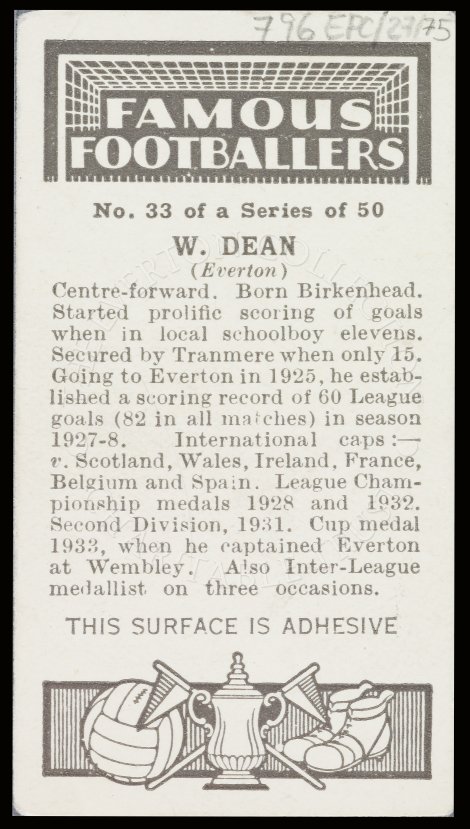 796 EFC/27/75
FAMOUS
FOOTBALLERS
No. 33 of a Series of 50
W. DEAN
(Everton)
Centre-forward. Born Birkenhead.
Started prolific scoring of goals
when in local schoolboy elevens.
Secured by Tranmere when only 15.
Going to Everton in 1925, he estab-
lished a scoring record of 60 League
goals (82 in all matches) in season
1927-8. International caps:—
v. Scotland, Wales, Ireland, France,
Belgium and Spain. League Cham-
pionship medals 1928 and 1932.
Second Division, 1931. Cup medal
1933, when he captained Everton
at Wembley. Also Inter-League
medallist on three occasions.
THIS SURFACE IS ADHESIVE